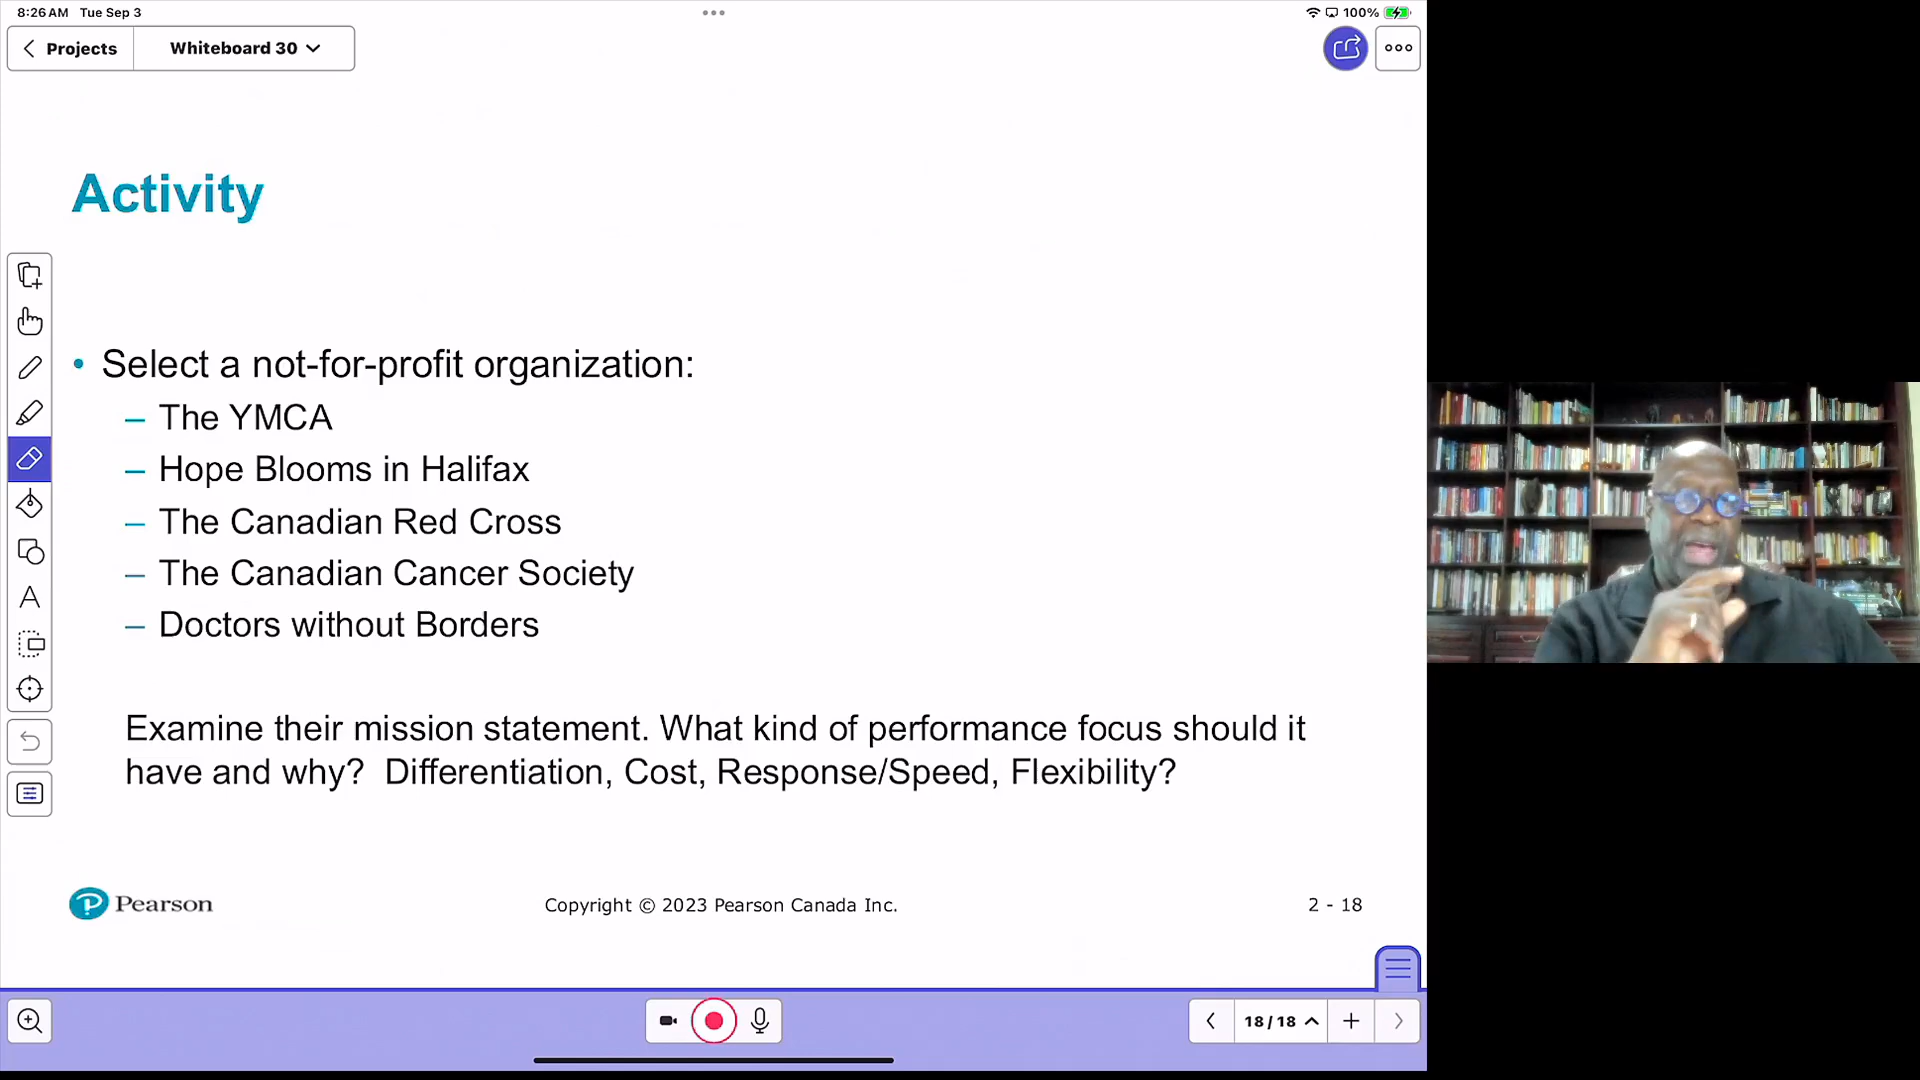 8:26 AM Tue Sep 3
100%
Projects
Whiteboard 30
Activity
• Select a not-for-profit organization:
– The YMCA
– Hope Blooms in Halifax
– The Canadian Red Cross
– The Canadian Cancer Society
– Doctors without Borders
Examine their mission statement. What kind of performance focus should it
have and why? Differentiation, Cost, Response/Speed, Flexibility?
Pearson
Copyright © 2023 Pearson Canada Inc.
2 - 18
18/18